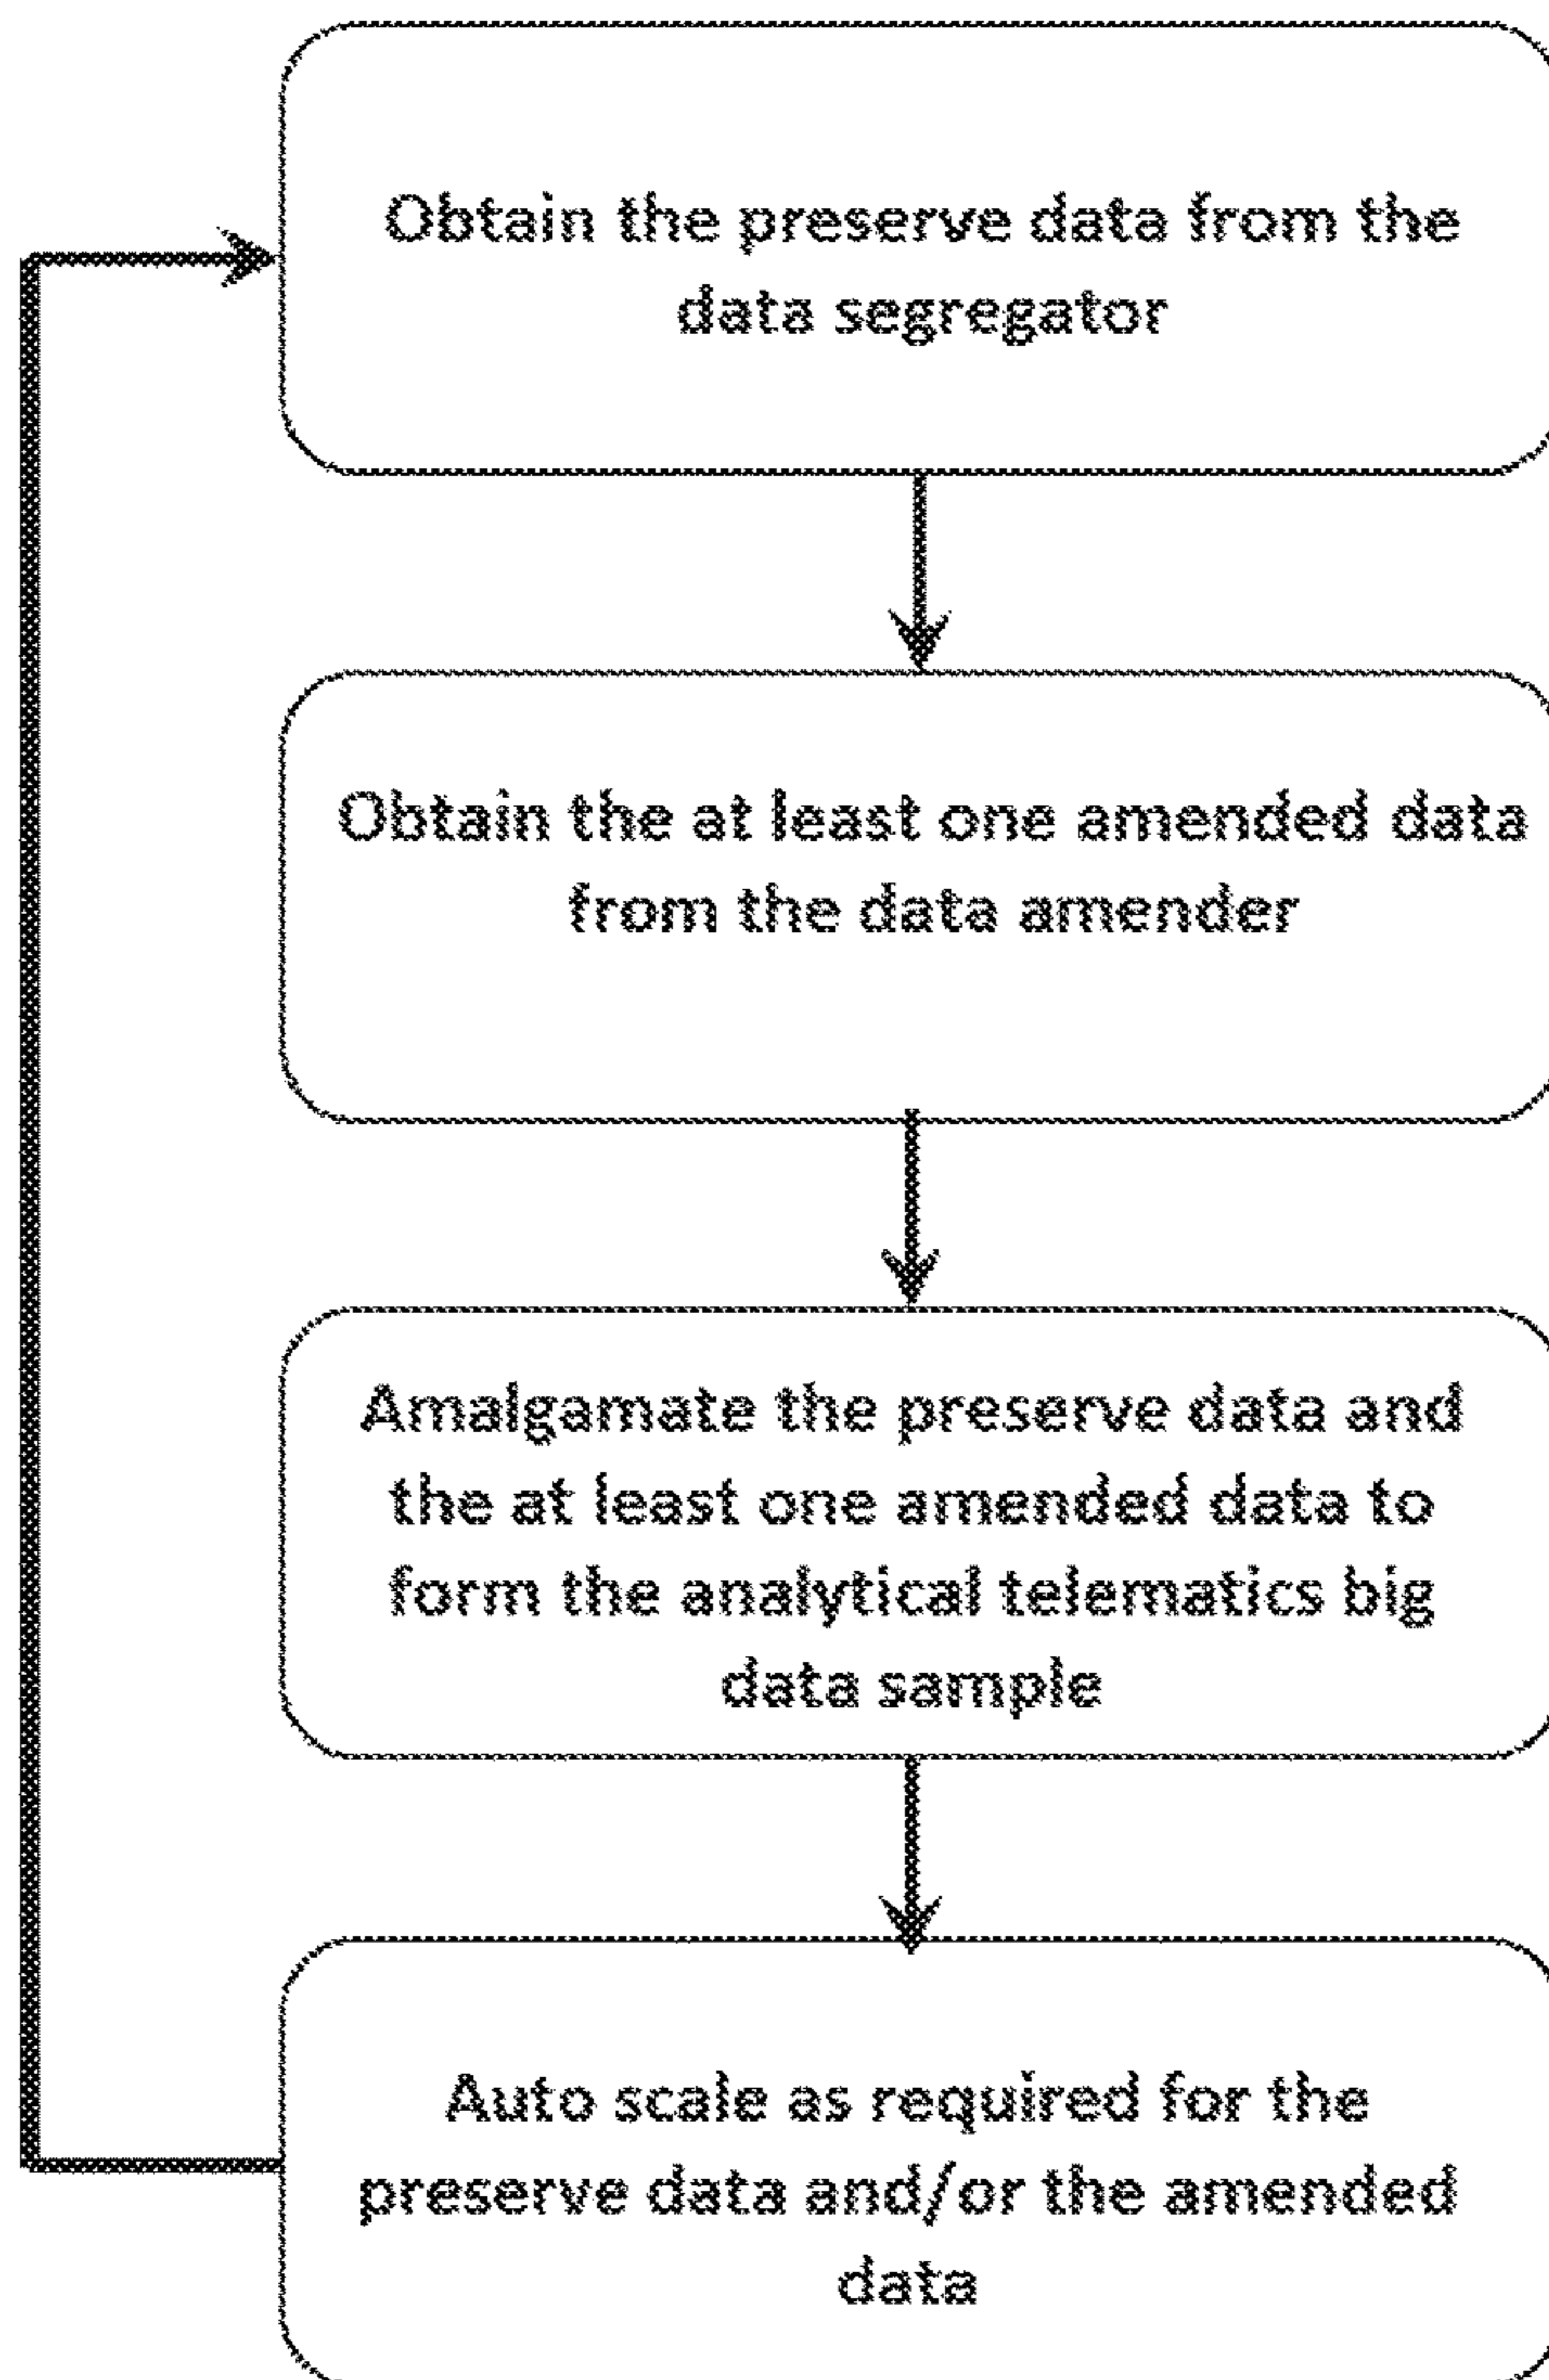 Obtain the preserve data from the
data segregator
Obtain the at least one amended data
from the data amender
Amalgamate the preserve data and
the at least one amended data to
form the analytical telematics big
data sample
Auto scale as required for the
preserve data and/or the amended
data